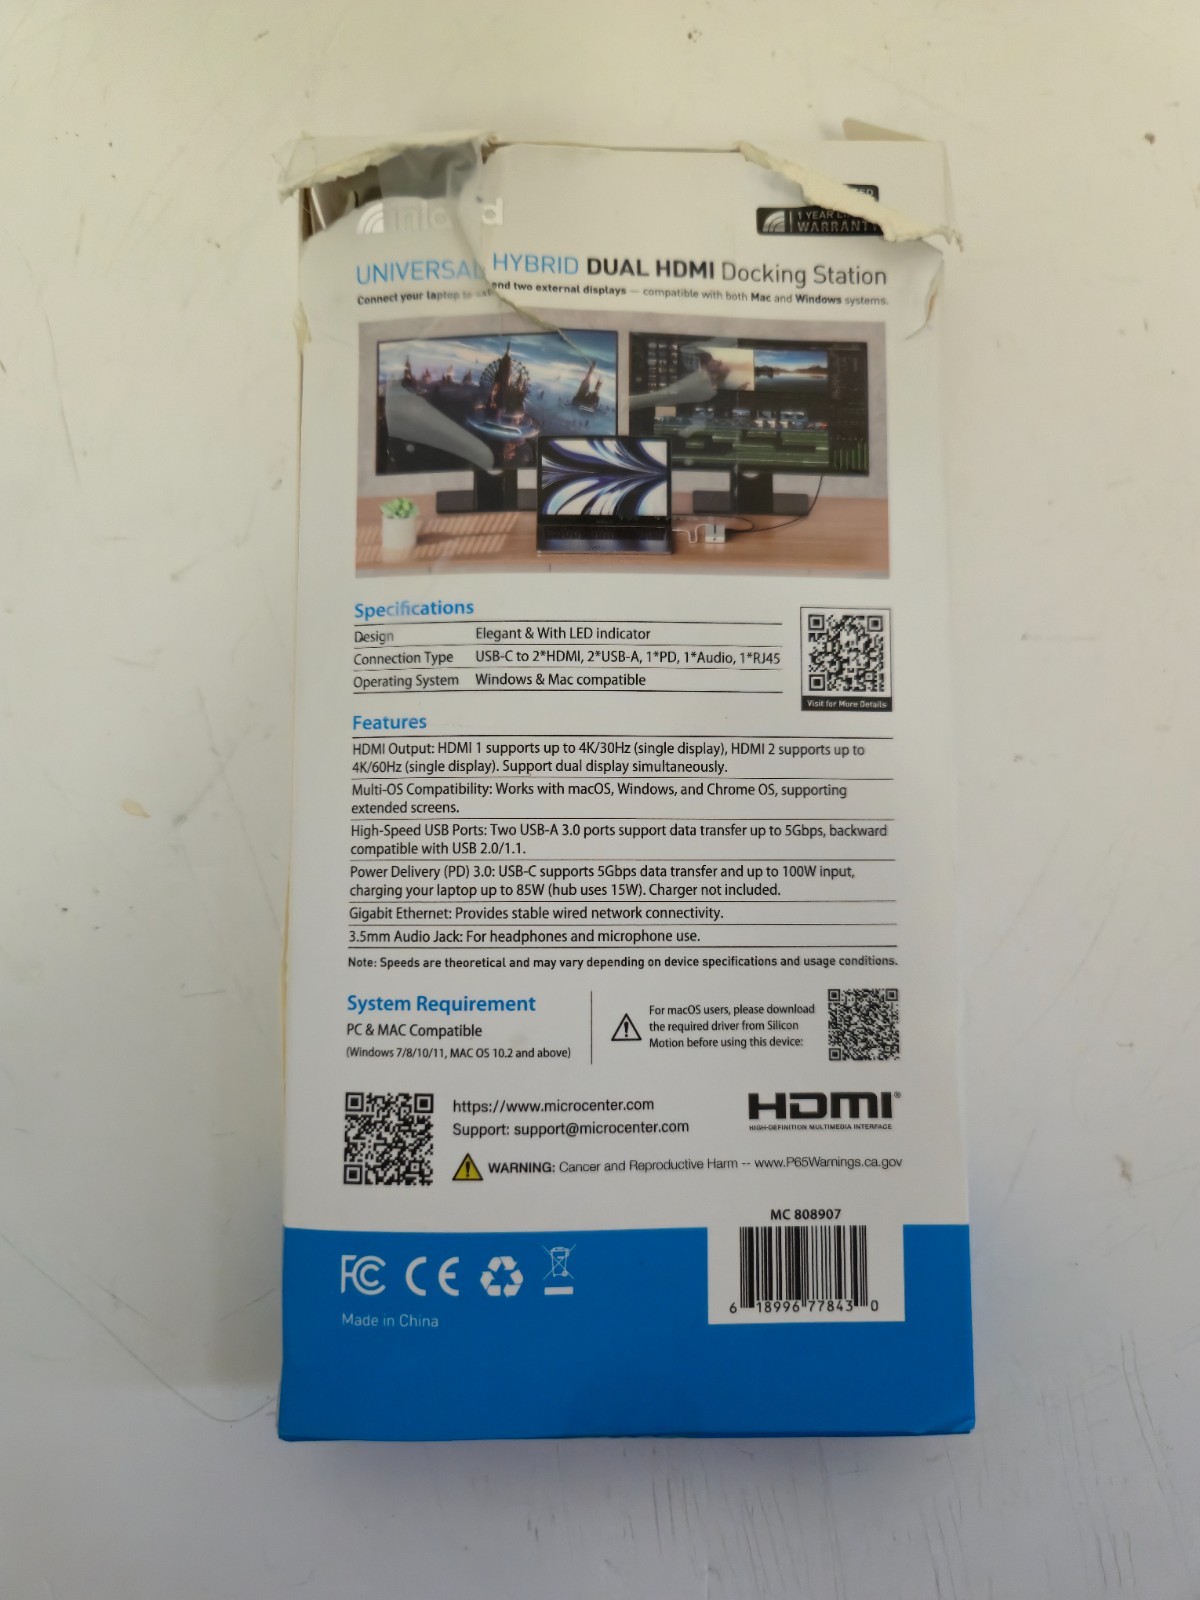 UNIVERSAL HYBRID DUAL HDMI Docking Station
Connect your laptop to extend two external displays — compatible with both Mac and Windows systems.
1 YEAR
WARRANTY
Specifications
Design Elegant & With LED indicator
Connection Type USB-C to 2*HDMI, 2*USB-A, 1*PD, 1*Audio, 1*RJ45
Operating System Windows & Mac compatible
Visit for More Details
Features
HDMI Output: HDMI 1 supports up to 4K/30Hz (single display), HDMI 2 supports up to
4K/60Hz (single display). Support dual display simultaneously.
Multi-OS Compatibility: Works with macOS, Windows, and Chrome OS, supporting
extended screens.
High-Speed USB Ports: Two USB-A 3.0 ports support data transfer up to 5Gbps, backward
compatible with USB 2.0/1.1.
Power Delivery (PD) 3.0: USB-C supports 5Gbps data transfer and up to 100W input,
charging your laptop up to 85W (hub uses 15W). Charger not included.
Gigabit Ethernet: Provides stable wired network connectivity.
3.5mm Audio Jack: For headphones and microphone use.
Note: Speeds are theoretical and may vary depending on device specifications and usage conditions.
System Requirement
PC & MAC Compatible
(Windows 7/8/10/11, MAC OS 10.2 and above)
For macOS users, please download
the required driver from Silicon
Motion before using this device:
https://www.microcenter.com
Support: support@microcenter.com
HDMI®
HIGH-DEFINITION MULTIMEDIA INTERFACE
WARNING: Cancer and Reproductive Harm -- www.P65Warnings.ca.gov
MC 808907
6 18996 77843 0
FC CE
Made in China